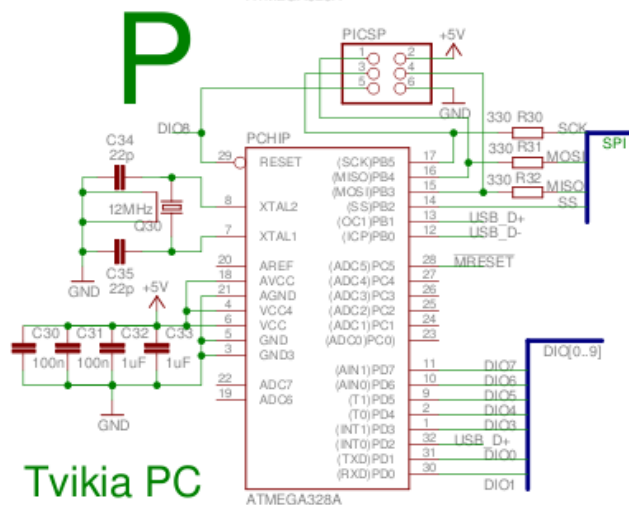 P
PICSP
+5V
1 2
3 4
5 6
GND
DIO8
PCHIP
330 R30
SCK
SPI
C34
22p
29
RESET
(SCK)PB5
17
330 R31
MOSI
(MISO)PB4
16
330 R32
MISO
(MOSI)PB3
15
12MHz
Q30
8
XTAL2
(SS)PB2
14
SS
(OC1)PB1
13
USB_D+
7
XTAL1
(ICP)PB0
12
USB_D-
C35
22p
GND
20
AREF
(ADC5)PC5
28
MRESET
18
AVCC
(ADC4)PC4
27
+5V
21
AGND
(ADC3)PC3
26
4
VCC4
(ADC2)PC2
25
6
VCC
(ADC1)PC1
24
5
GND
(ADC0)PC0
23
3
GND3
C30 C31 C32 C33
100n 100n 1uF 1uF
GND
DIO[0..9]
(AIN1)PD7
11
DIO7
22
ADC7
(AIN0)PD6
10
DIO6
19
ADC6
(T1)PD5
9
DIO5
(T0)PD4
2
DIO4
(INT1)PD3
1
DIO3
(INT0)PD2
32
USB_D+
(TXD)PD1
31
DIO0
(RXD)PD0
30
DIO1
Tvikia PC
ATMEGA328A